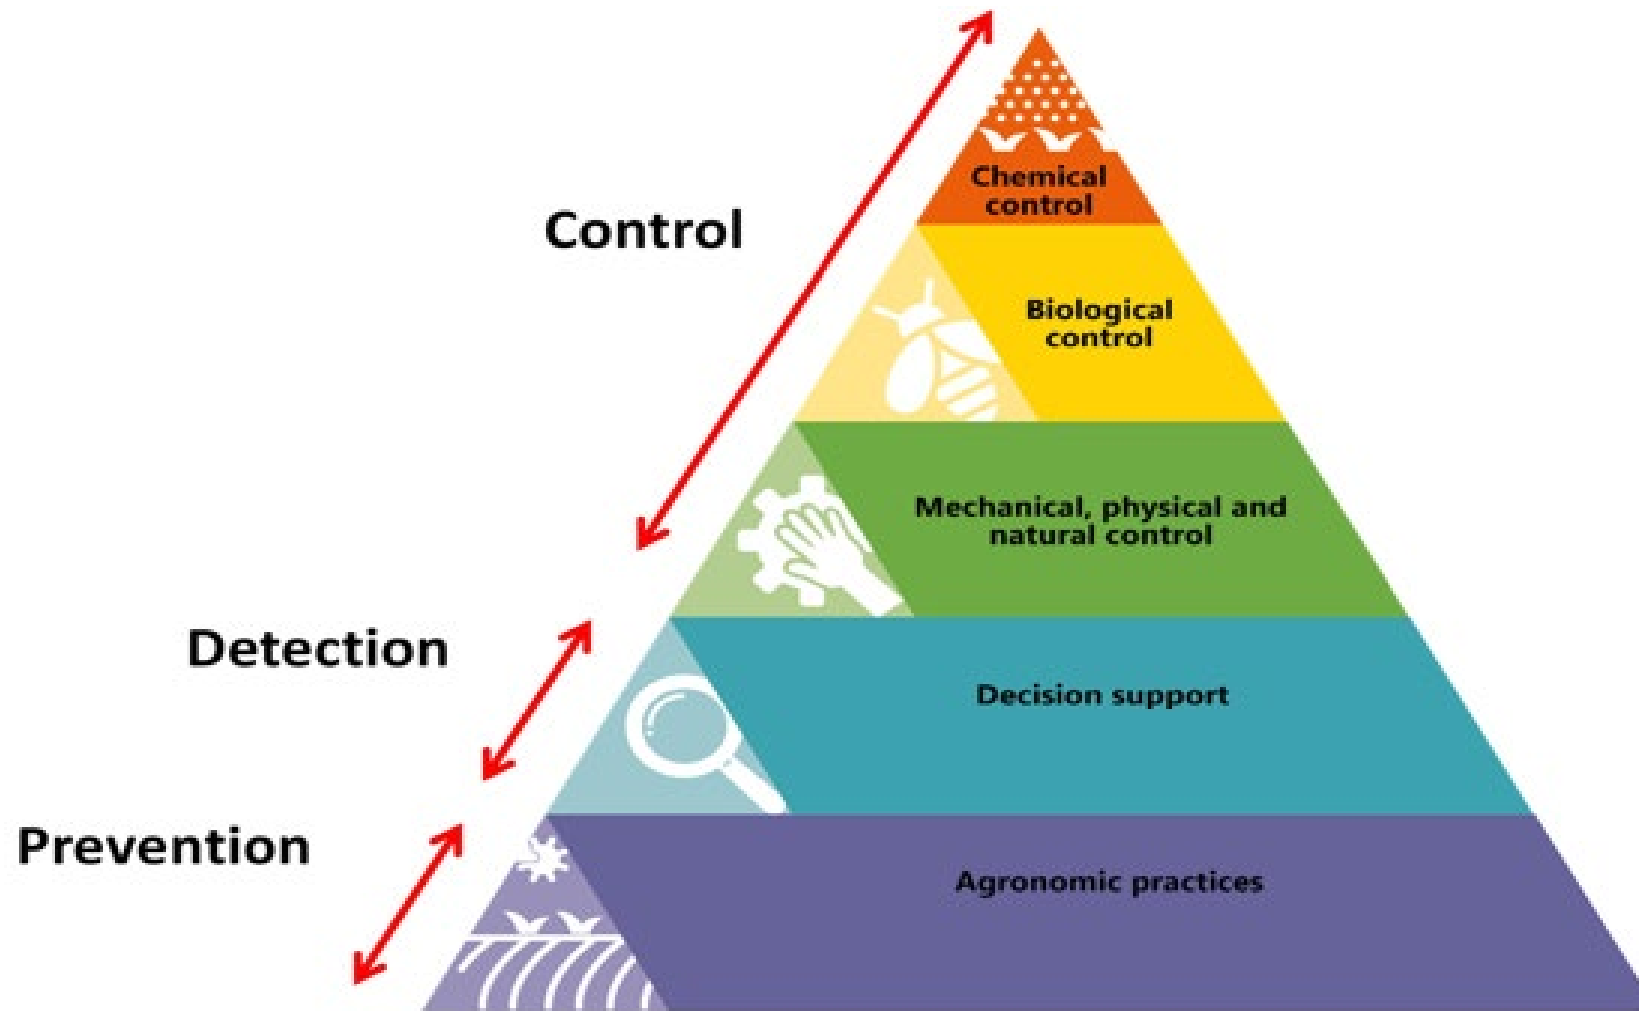 Control
Chemical
control
Biological
control
Mechanical, physical and
natural control
Detection
Decision support
Prevention
Agronomic practices